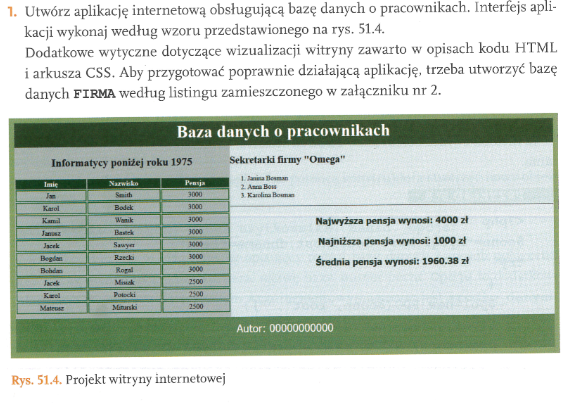 1. Utwórz aplikację internetową obsługującą bazę danych o pracownikach. Interfejs apli-
kacji wykonaj według wzoru przedstawionego na rys. 51.4.
Dodatkowe wytyczne dotyczące wizualizacji witryny zawarto w opisach kodu HTML
i arkusza CSS. Aby przygotować poprawnie działającą aplikację, trzeba utworzyć bazę
danych FIRMA według listingu zamieszczonego w załączniku nr 2.
Baza danych o pracownikach
Informatycy poniżej roku 1975
Imię Nazwisko Pensja
Jan Smith 3000
Karol Bodek 3000
Kamil Wanik 3000
Janusz Bastek 3000
Jacek Sawyer 3000
Bogdan Rzecki 3000
Bohdan Rogal 3000
Jacek Misiak 2500
Karol Potocki 2500
Mateusz Miturski 2500
Sekretarki firmy "Omega"
1. Janina Bosman
2. Anna Boss
3. Karolina Bosman
Najwyższa pensja wynosi: 4000 zł
Najniższa pensja wynosi: 1000 zł
Średnia pensja wynosi: 1960.38 zł
Autor: 00000000000
Rys. 51.4. Projekt witryny internetowej